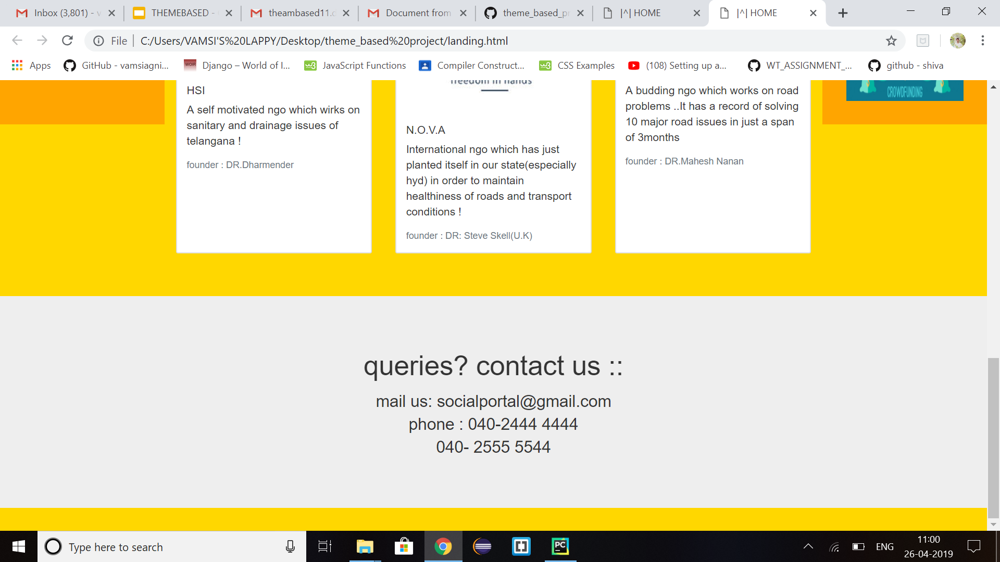 Inbox (3,801) - v
THEMEBASED -
theambased11.c
Document from
theme_based_pr
|^| HOME
|^| HOME
File
C:/Users/VAMSI'S%20LAPPY/Desktop/theme_based%20project/landing.html
Apps
GitHub - vamsiagni...
WOIR
Django – World of I...
JavaScript Functions
Compiler Construct...
CSS Examples
(108) Setting up a...
WT_ASSIGNMENT_...
github - shiva
HSI
A self motivated ngo which wirks on
sanitary and drainage issues of
telangana !
founder : DR.Dharmender
freedom in hands
N.O.V.A
International ngo which has just
planted itself in our state(especially
hyd) in order to maintain
healthiness of roads and transport
conditions !
founder : DR: Steve Skell(U.K)
A budding ngo which works on road
problems ..It has a record of solving
10 major road issues in just a span
of 3months
founder : DR.Mahesh Nanan
CROWDFUNDING
queries? contact us ::
mail us: socialportal@gmail.com
phone : 040-2444 4444
040- 2555 5544
Type here to search
PC
ENG
11:00
26-04-2019